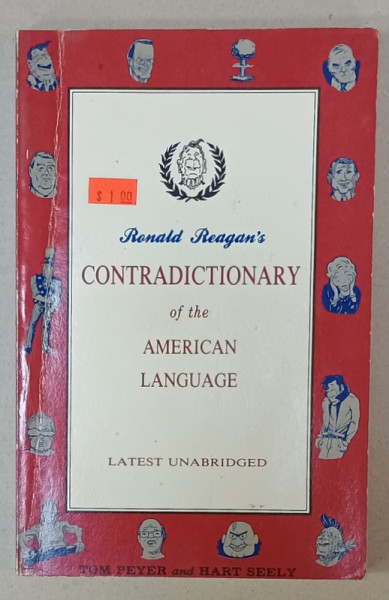 $ 1.00
Ronald Reagan's
CONTRADICTIONARY
of the
AMERICAN
LANGUAGE
LATEST UNABRIDGED
TOM PEYER and HART SEELY